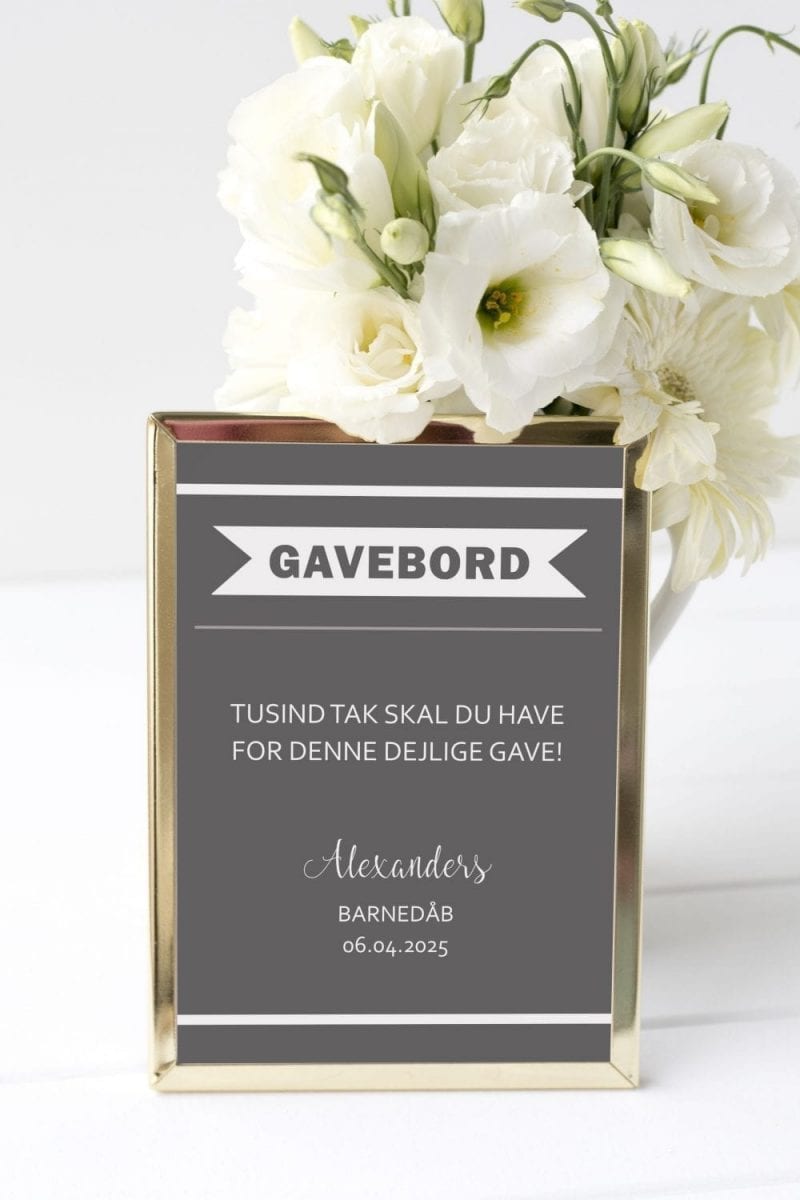 GAVEBORD
TUSIND TAK SKAL DU HAVE
FOR DENNE DEJLIGE GAVE!
Alexanders
BARNEDÅB
06.04.2025